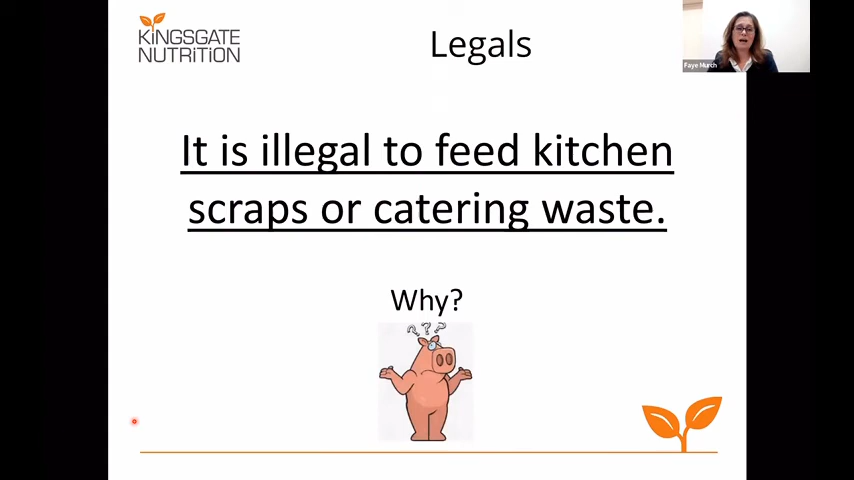 KINGSGATE
NUTRITION
Legals
Faye Murch
It is illegal to feed kitchen
scraps or catering waste.
Why?
???